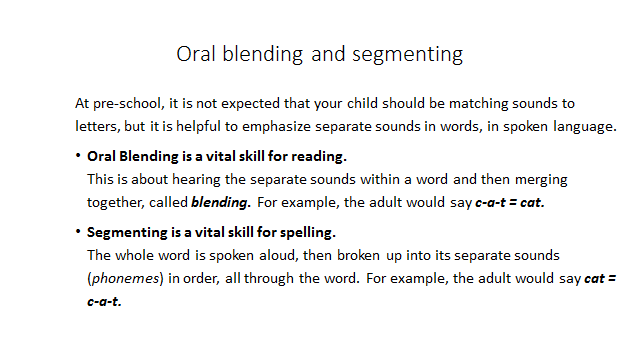 Oral blending and segmenting
At pre-school, it is not expected that your child should be matching sounds to
letters, but it is helpful to emphasize separate sounds in words, in spoken language.
• Oral Blending is a vital skill for reading.
This is about hearing the separate sounds within a word and then merging
together, called blending. For example, the adult would say c-a-t = cat.
• Segmenting is a vital skill for spelling.
The whole word is spoken aloud, then broken up into its separate sounds
(phonemes) in order, all through the word. For example, the adult would say cat =
c-a-t.